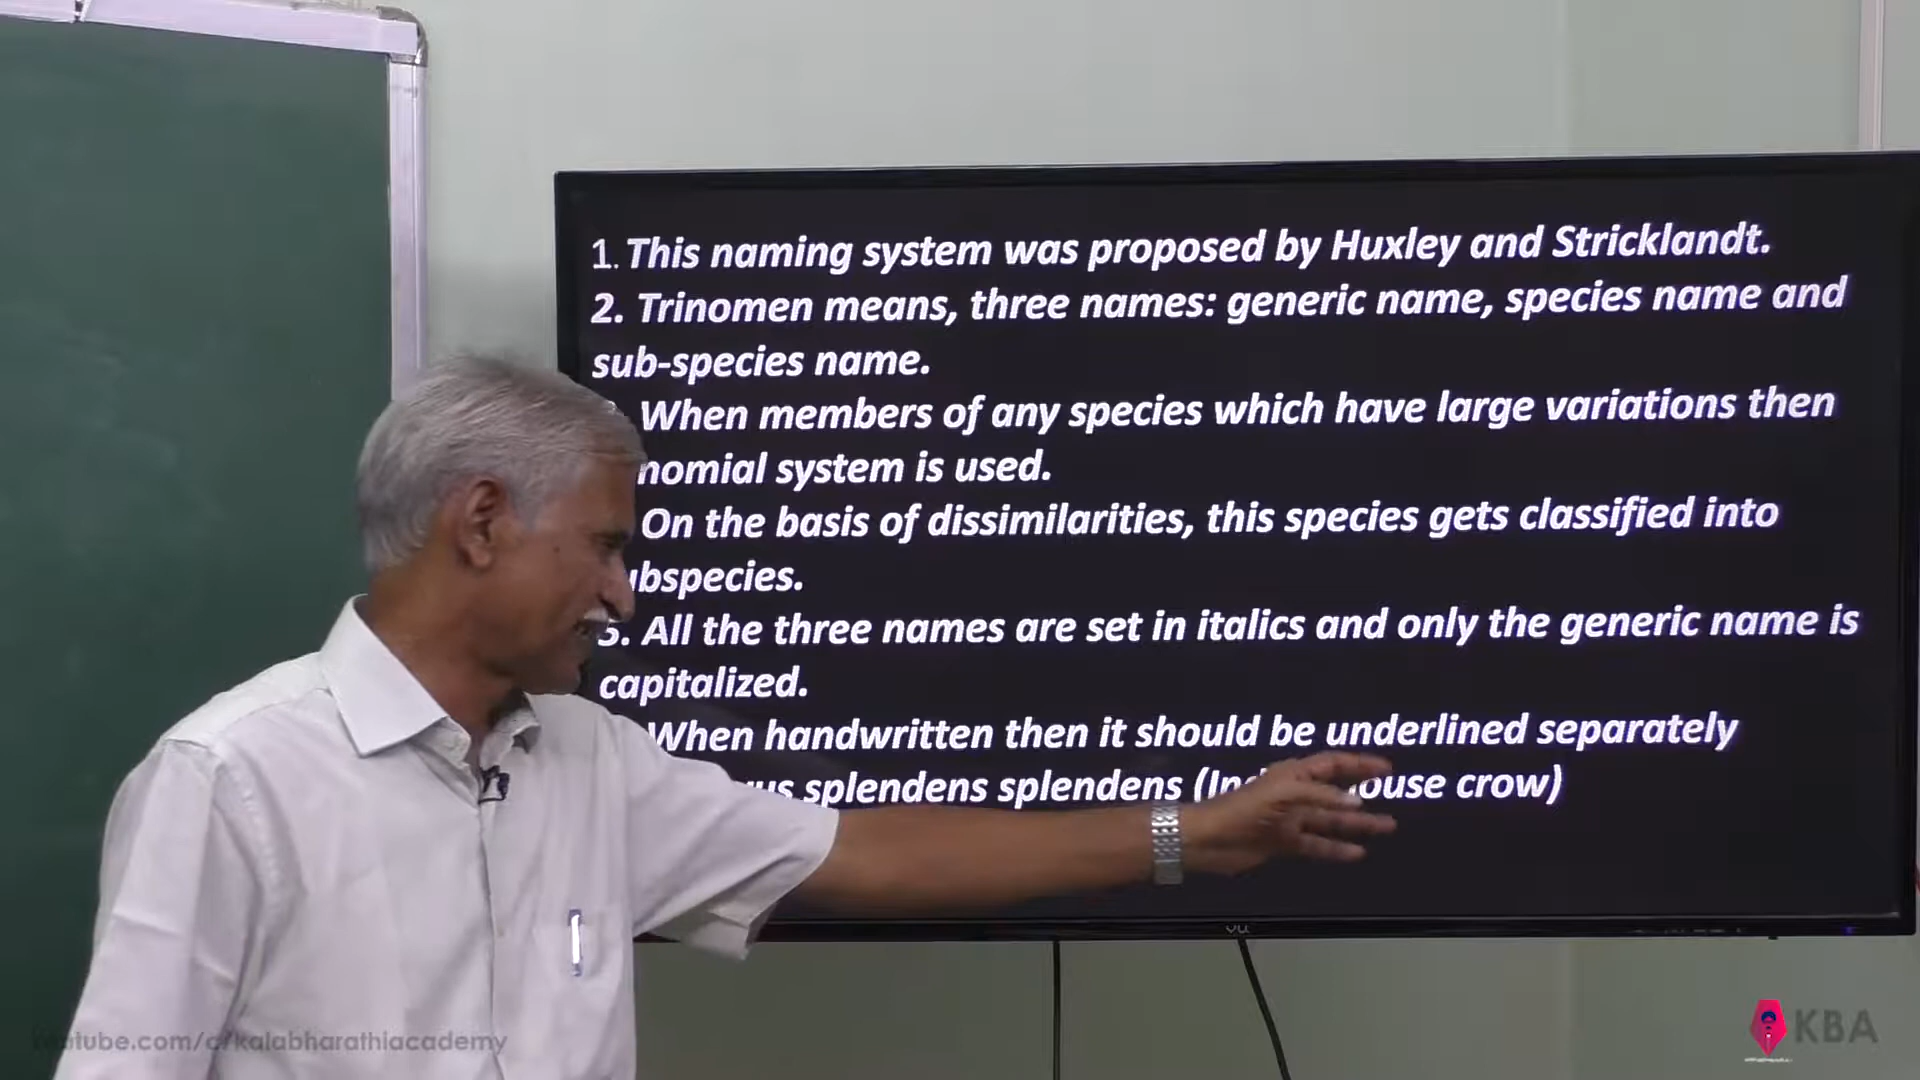 1. This naming system was proposed by Huxley and Stricklandt.
2. Trinomen means, three names: generic name, species name and
sub-species name.
When members of any species which have large variations then
nomial system is used.
On the basis of dissimilarities, this species gets classified into
bspecies.
5. All the three names are set in italics and only the generic name is
capitalized.
When handwritten then it should be underlined separately
splendens splendens ( crow)
vu
tube.com/c/kalabharathiacademy
KBA